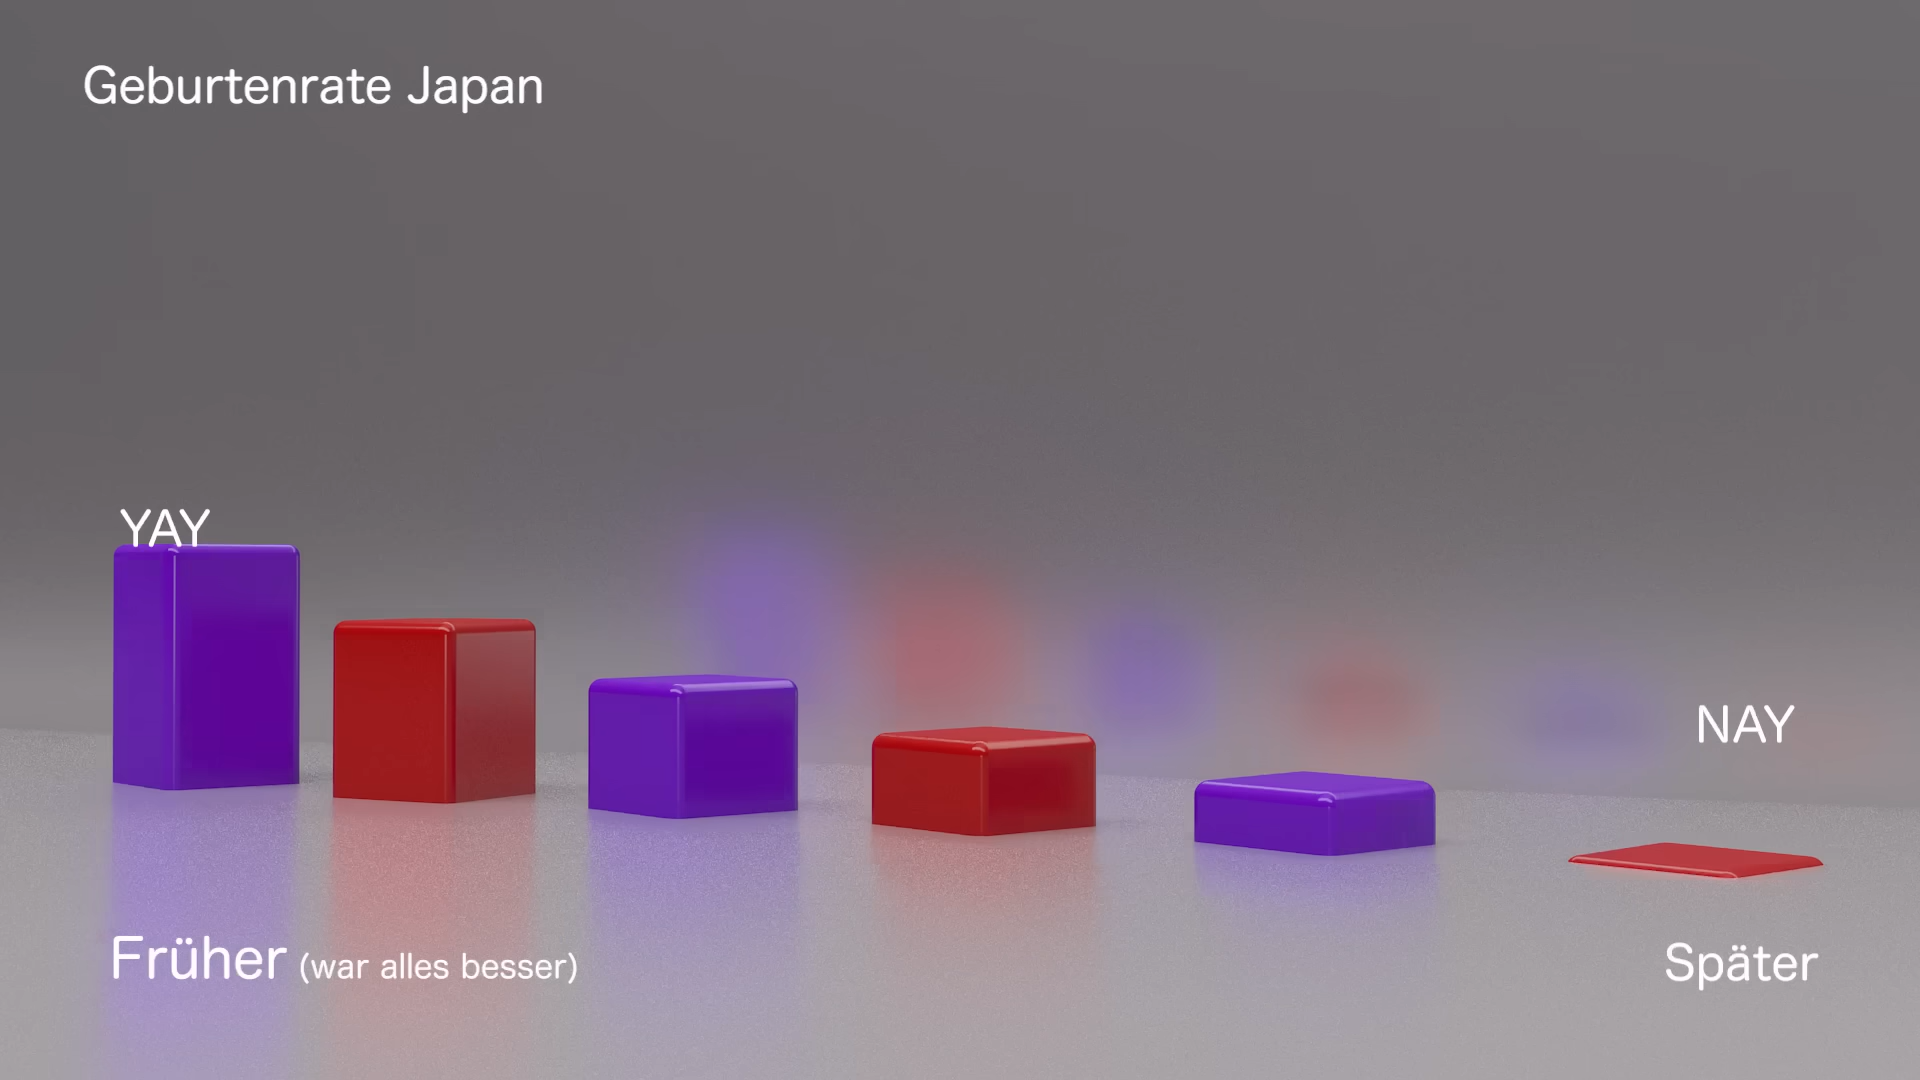 Geburtenrate Japan
YAY
NAY
Früher (war alles besser)
Später